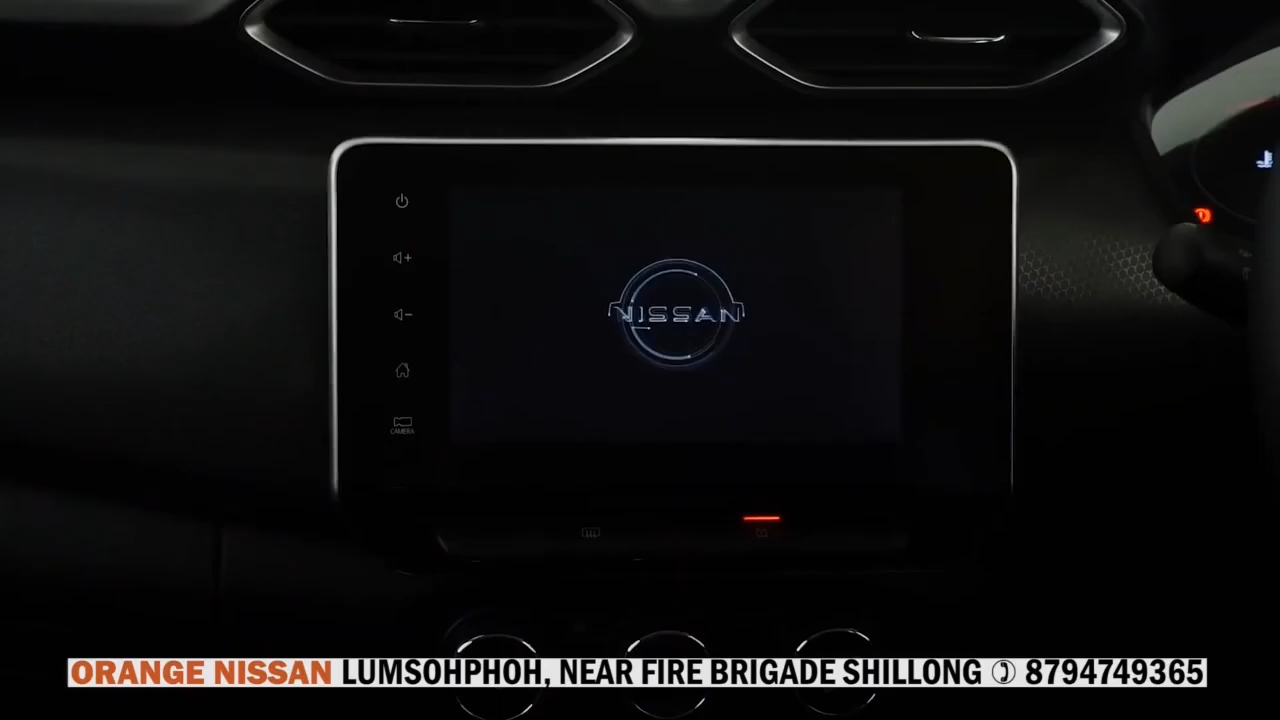 NISSAN
CAMERA
ORANGE NISSAN LUMSOHPHOH, NEAR FIRE BRIGADE SHILLONG ✆ 8794749365